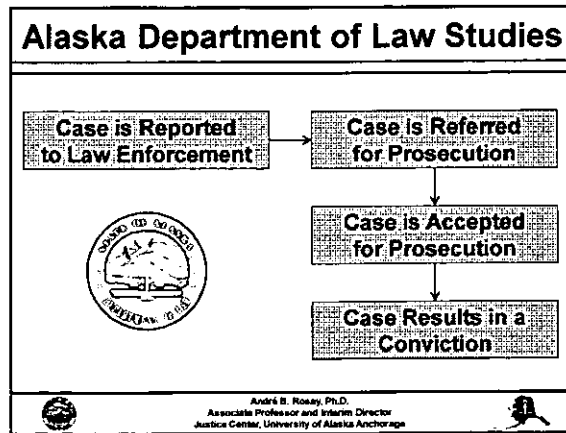 Alaska Department of Law Studies
Case is Reported
to Law Enforcement
Case is Referred
for Prosecution
Case is Accepted
for Prosecution
Case Results in a
Conviction
André B. Rosay, Ph.D.
Associate Professor and Interim Director
Justice Center, University of Alaska Anchorage